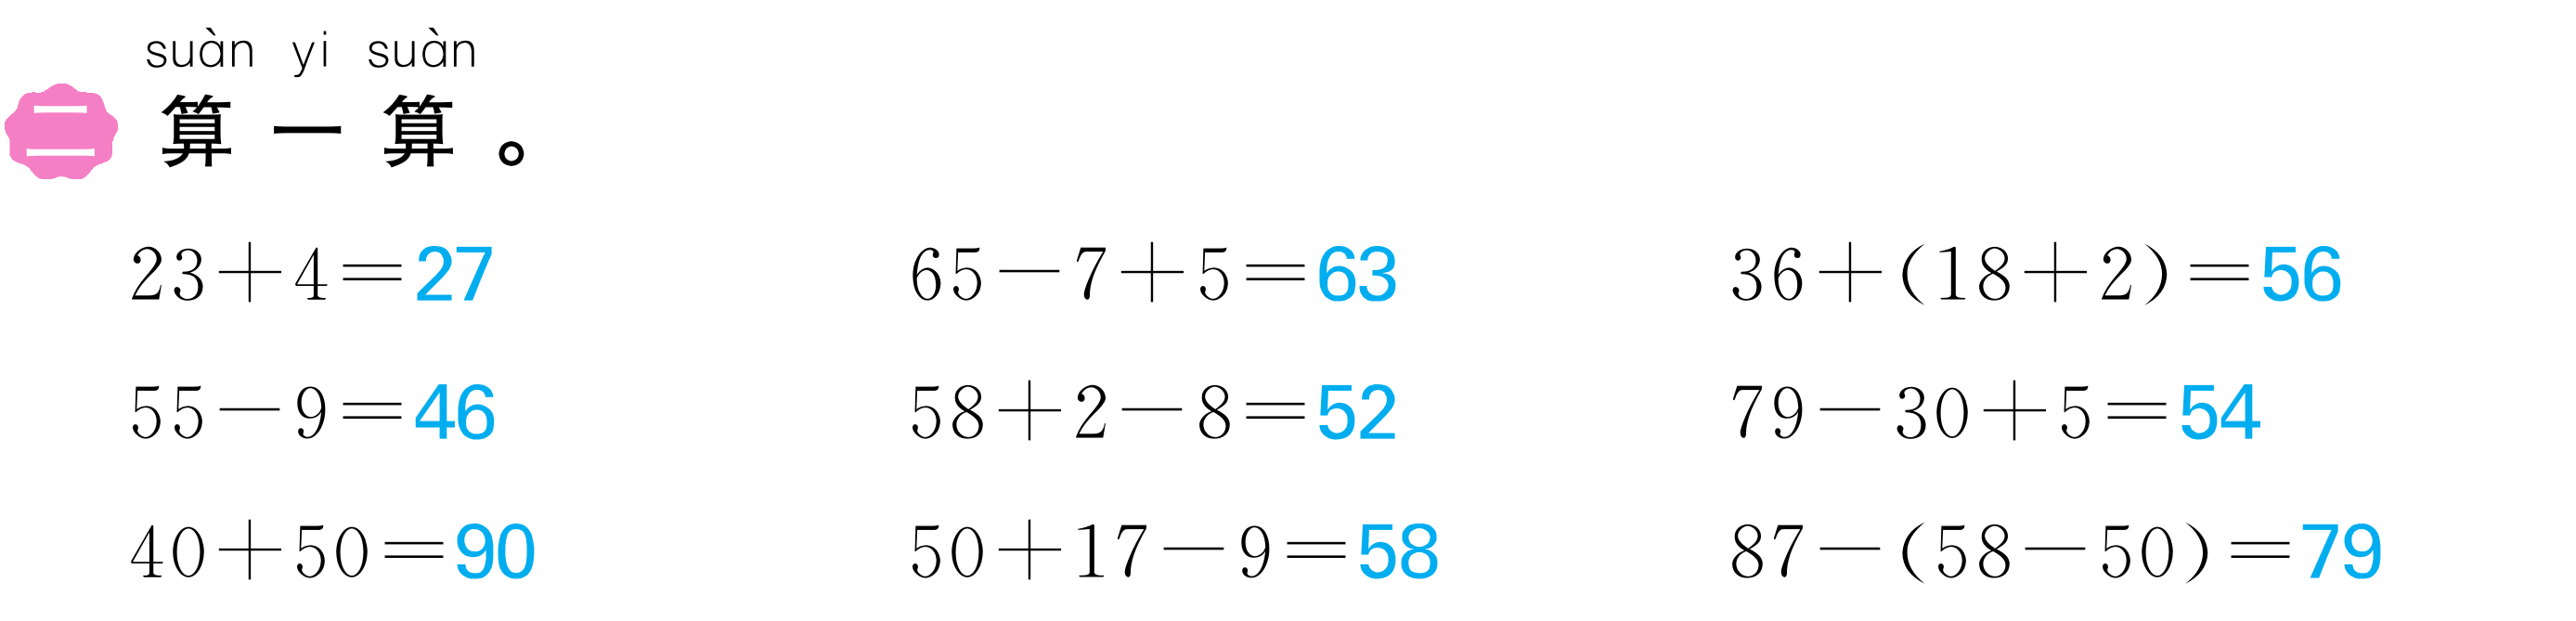 suàn yi suàn
二 算一算。
23+4=27 65-7+5=63 36+(18+2)=56
55-9=46 58+2-8=52 79-30+5=54
40+50=90 50+17-9=58 87-(58-50)=79